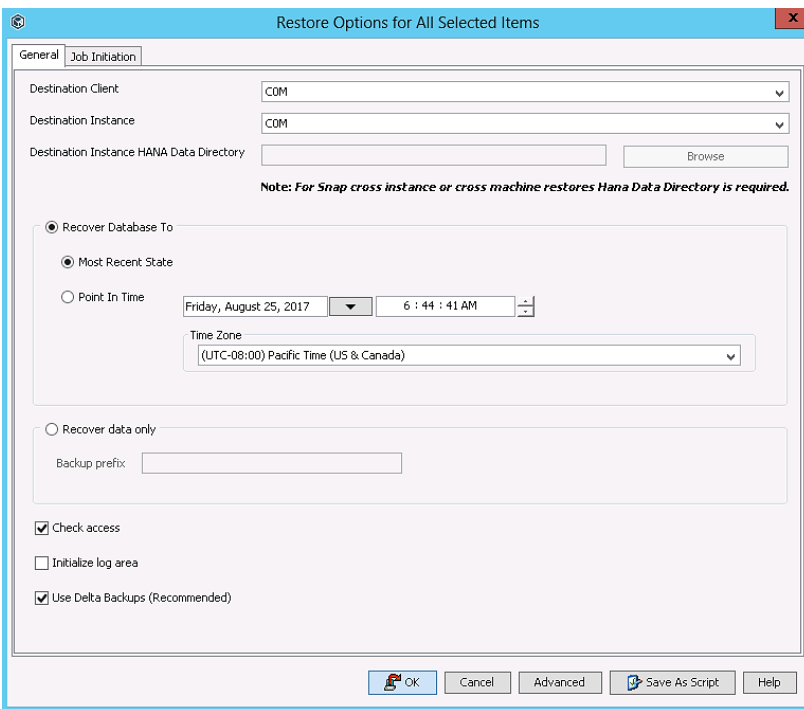 Restore Options for All Selected Items
x
General Job Initiation
Destination Client COM
Destination Instance COM
Destination Instance HANA Data Directory Browse
Note: For Snap cross instance or cross machine restores Hana Data Directory is required.
Recover Database To
Most Recent State
Point In Time Friday, August 25, 2017 6 : 44 : 41 AM
Time Zone
(UTC-08:00) Pacific Time (US & Canada)
Recover data only
Backup prefix
Check access
Initialize log area
Use Delta Backups (Recommended)
OK Cancel Advanced Save As Script Help